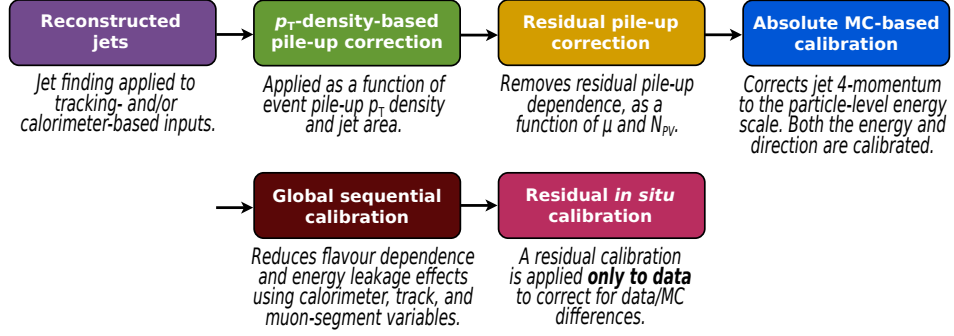 Reconstructed
jets
Jet finding applied to
tracking- and/or
calorimeter-based inputs.
pT-density-based
pile-up correction
Applied as a function of
event pile-up pT density
and jet area.
Residual pile-up
correction
Removes residual pile-up
dependence, as a
function of μ and NPV.
Absolute MC-based
calibration
Corrects jet 4-momentum
to the particle-level energy
scale. Both the energy and
direction are calibrated.
Global sequential
calibration
Reduces flavour dependence
and energy leakage effects
using calorimeter, track, and
muon-segment variables.
Residual in situ
calibration
A residual calibration
is applied only to data
to correct for data/MC
differences.